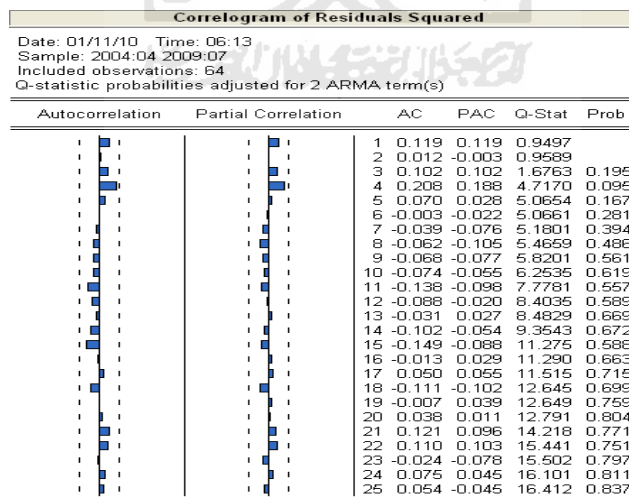 Correlogram of Residuals Squared
Date: 01/11/10 Time: 06:13
Sample: 2004:04 2009:07
Included observations: 64
Q-statistic probabilities adjusted for 2 ARMA term(s)
Autocorrelation Partial Correlation AC PAC Q-Stat Prob
1 0.119 0.119 0.9497
2 0.012 -0.003 0.9589
3 0.102 0.102 1.6763 0.195
4 0.208 0.188 4.7170 0.095
5 0.070 0.028 5.0654 0.167
6 -0.003 -0.022 5.0661 0.281
7 -0.039 -0.076 5.1801 0.394
8 -0.062 -0.105 5.4659 0.486
9 -0.068 -0.077 5.8201 0.561
10 -0.074 -0.055 6.2535 0.619
11 -0.138 -0.098 7.7781 0.557
12 -0.088 -0.020 8.4035 0.589
13 -0.031 0.027 8.4829 0.669
14 -0.102 -0.054 9.3543 0.672
15 -0.149 -0.088 11.275 0.588
16 -0.013 0.029 11.290 0.663
17 0.050 0.055 11.515 0.715
18 -0.111 -0.102 12.645 0.699
19 -0.007 0.039 12.649 0.759
20 0.038 0.011 12.791 0.804
21 0.121 0.096 14.218 0.771
22 0.110 0.103 15.441 0.751
23 -0.024 -0.078 15.502 0.797
24 0.075 0.045 16.101 0.811
25 0.054 -0.045 16.412 0.837